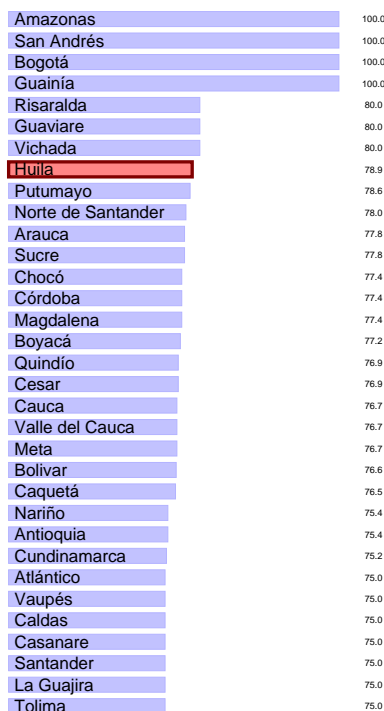 Amazonas 100.0
San Andrés 100.0
Bogotá 100.0
Guainía 100.0
Risaralda 80.0
Guaviare 80.0
Vichada 80.0
Huila 78.9
Putumayo 78.6
Norte de Santander 78.0
Arauca 77.8
Sucre 77.8
Chocó 77.4
Córdoba 77.4
Magdalena 77.4
Boyacá 77.2
Quindío 76.9
Cesar 76.9
Cauca 76.7
Valle del Cauca 76.7
Meta 76.7
Bolivar 76.6
Caquetá 76.5
Nariño 75.4
Antioquia 75.4
Cundinamarca 75.2
Atlántico 75.0
Vaupés 75.0
Caldas 75.0
Casanare 75.0
Santander 75.0
La Guajira 75.0
Tolima 75.0